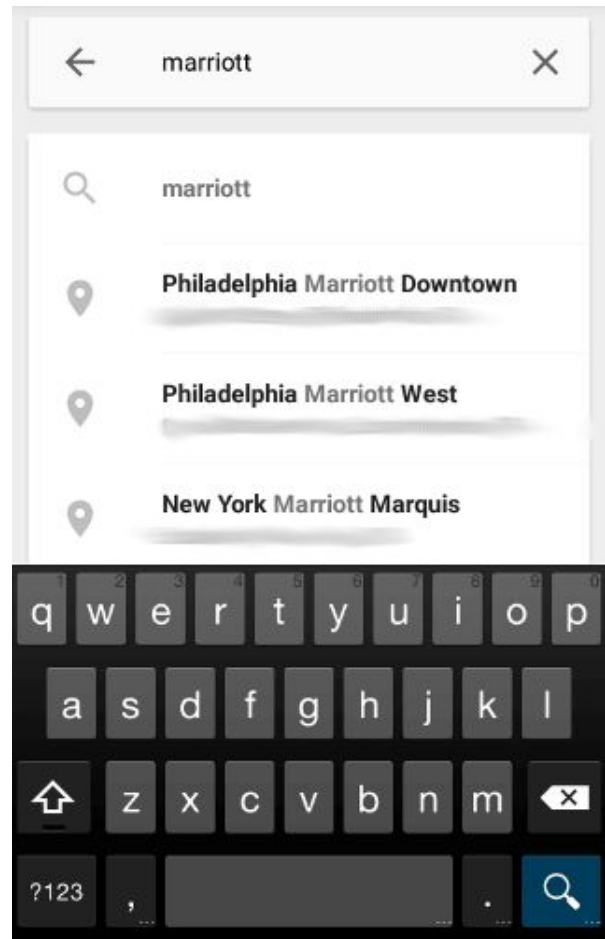 marriott
marriott
Philadelphia Marriott Downtown
Philadelphia Marriott West
New York Marriott Marquis
1 2 3 4 5 6 7 8 9 0
q w e r t y u i o p
a s d f g h j k l
z x c v b n m
?123 , ... ... . ...